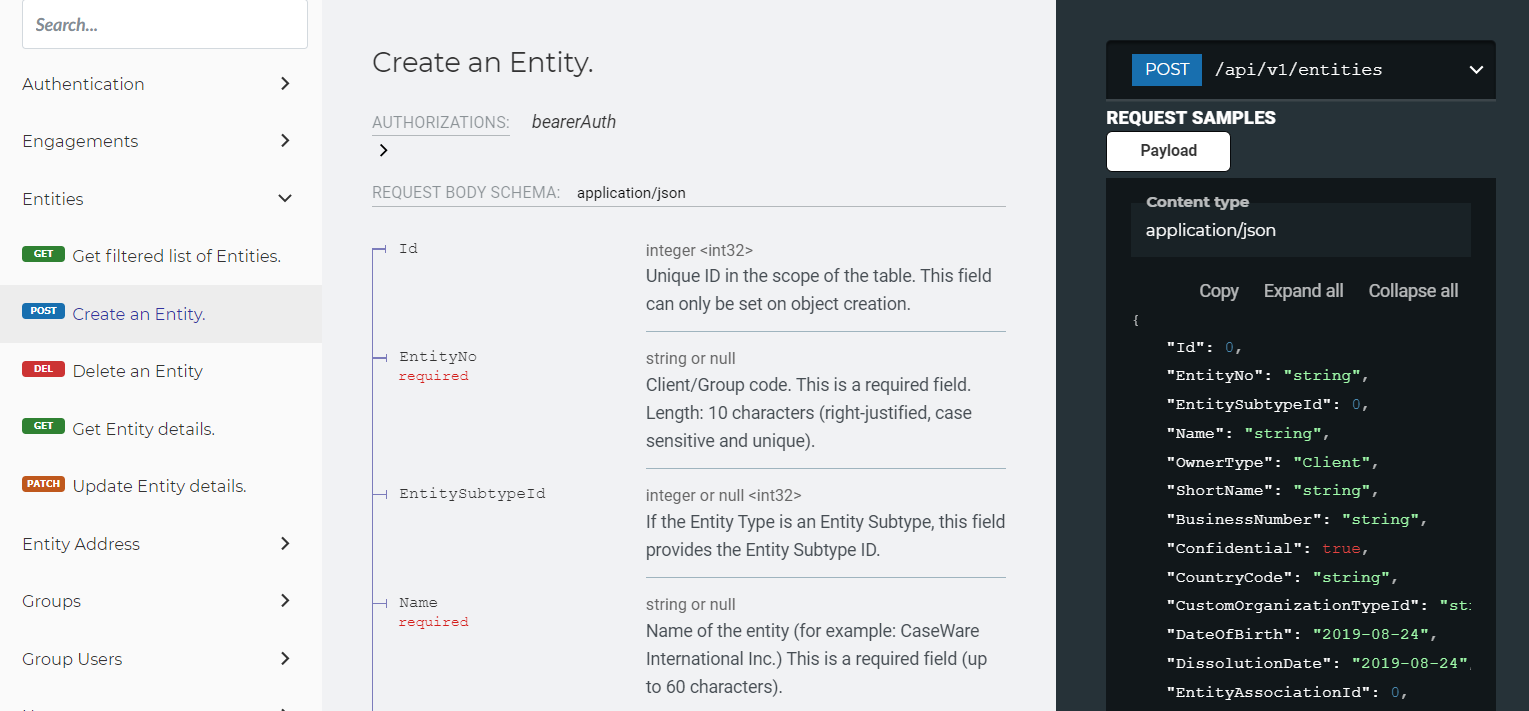 Search...
Authentication
Engagements
Entities
GET Get filtered list of Entities.
POST Create an Entity.
DEL Delete an Entity
GET Get Entity details.
PATCH Update Entity details.
Entity Address
Groups
Group Users
Create an Entity.
AUTHORIZATIONS: bearerAuth
REQUEST BODY SCHEMA: application/json
Id
integer <int32>
Unique ID in the scope of the table. This field
can only be set on object creation.
EntityNo
required
string or null
Client/Group code. This is a required field.
Length: 10 characters (right-justified, case
sensitive and unique).
EntitySubtypeId
integer or null <int32>
If the Entity Type is an Entity Subtype, this field
provides the Entity Subtype ID.
Name
required
string or null
Name of the entity (for example: CaseWare
International Inc.) This is a required field (up
to 60 characters).
POST /api/v1/entities
REQUEST SAMPLES
Payload
Content type
application/json
Copy Expand all Collapse all
{
"Id": 0,
"EntityNo": "string",
"EntitySubtypeId": 0,
"Name": "string",
"OwnerType": "Client",
"ShortName": "string",
"BusinessNumber": "string",
"Confidential": true,
"CountryCode": "string",
"CustomOrganizationTypeId": "st
"DateOfBirth": "2019-08-24",
"DissolutionDate": "2019-08-24",
"EntityAssociationId": 0,